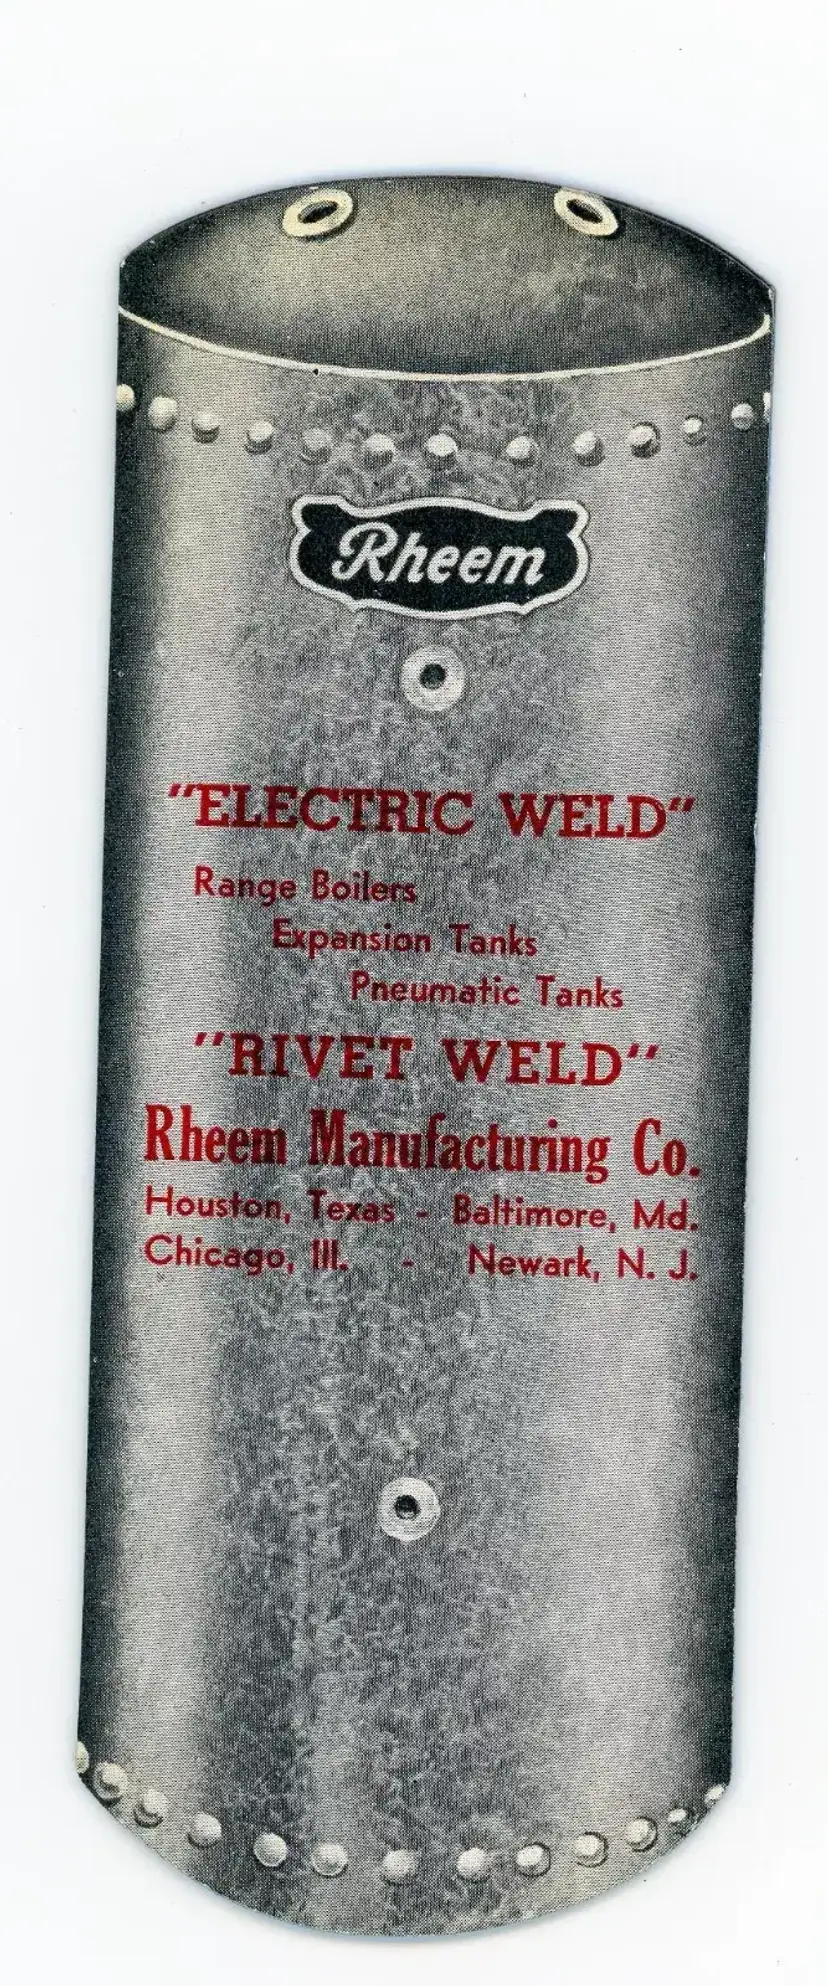 Rheem
"ELECTRIC WELD"
Range Boilers
Expansion Tanks
Pneumatic Tanks
"RIVET WELD"
Rheem Manufacturing Co.
Houston, Texas - Baltimore, Md.
Chicago, Ill. - Newark, N. J.